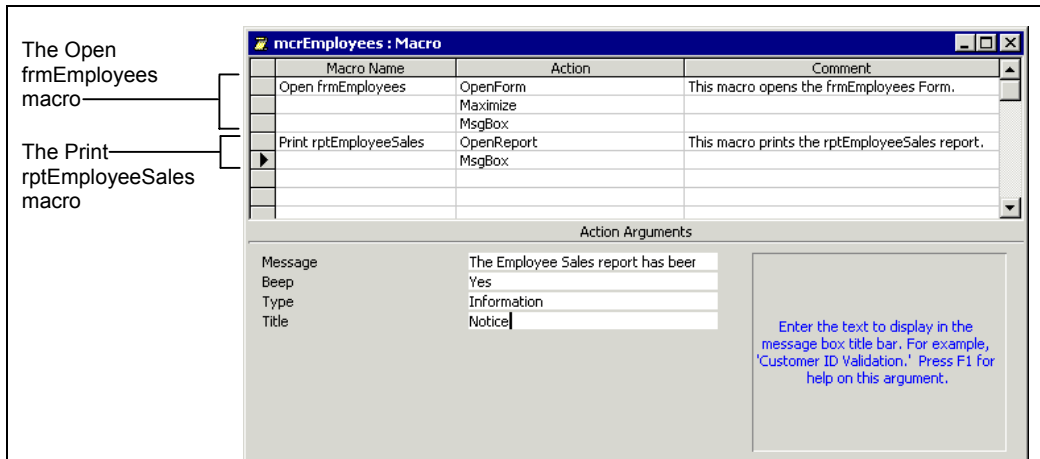 The Open
frmEmployees
macro
The Print
rptEmployeeSales
macro
mcrEmployees : Macro
Macro Name Action Comment
Open frmEmployees OpenForm This macro opens the frmEmployees Form.
Maximize
MsgBox
Print rptEmployeeSales OpenReport This macro prints the rptEmployeeSales report.
MsgBox
Action Arguments
Message The Employee Sales report has beer
Beep Yes
Type Information
Title Notice
Enter the text to display in the
message box title bar. For example,
'Customer ID Validation.' Press F1 for
help on this argument.